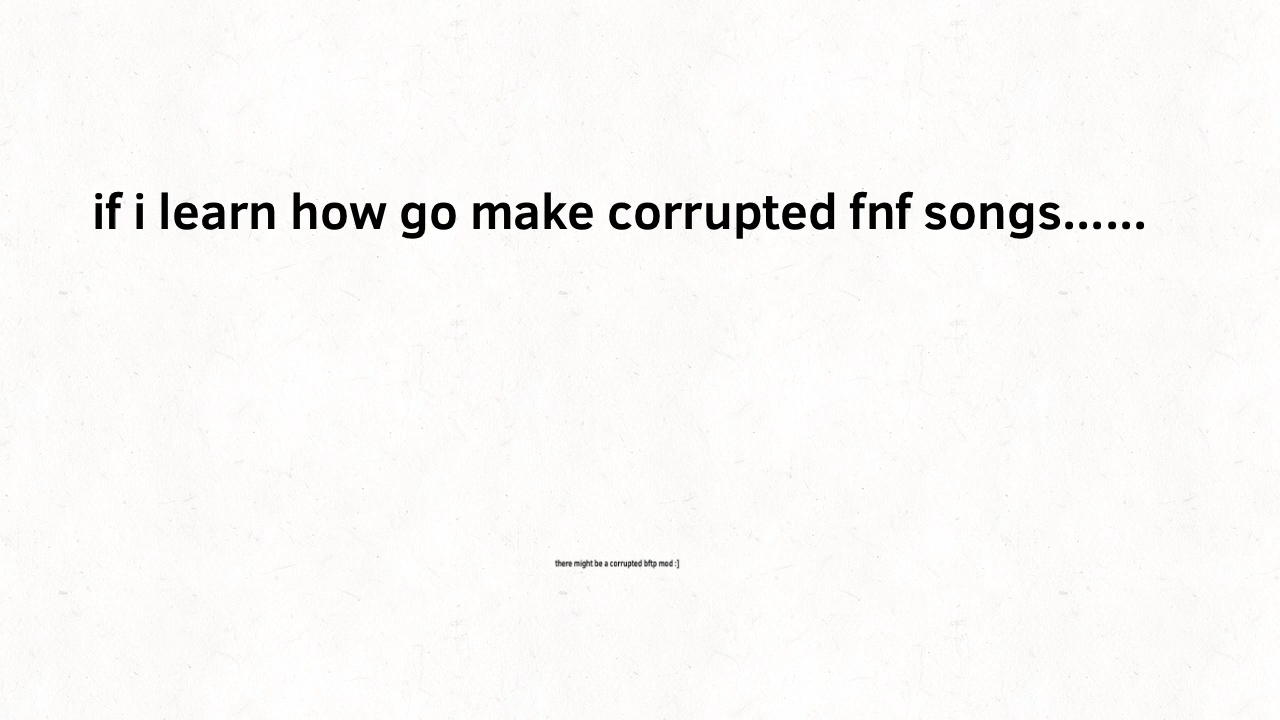 if i learn how go make corrupted fnf songs......
there might be a corrupted bftp mod :]